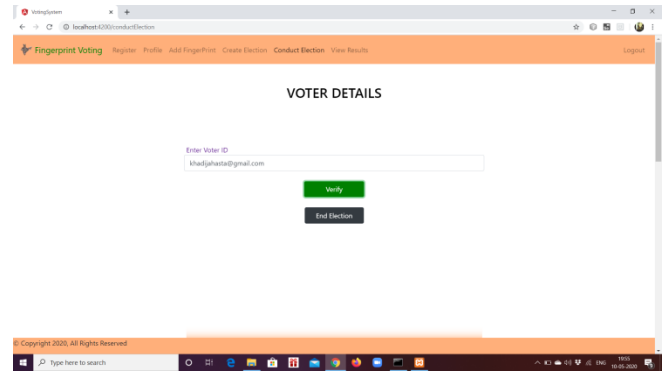 VotingSystem
localhost:4200/conductElection
Fingerprint Voting Register Profile Add FingerPrint Create Election Conduct Election View Results Logout
VOTER DETAILS
Enter Voter ID
khadijahasta@gmail.com
Verify
End Election
© Copyright 2020, All Rights Reserved
Type here to search
ENG
1955
10-05-2020